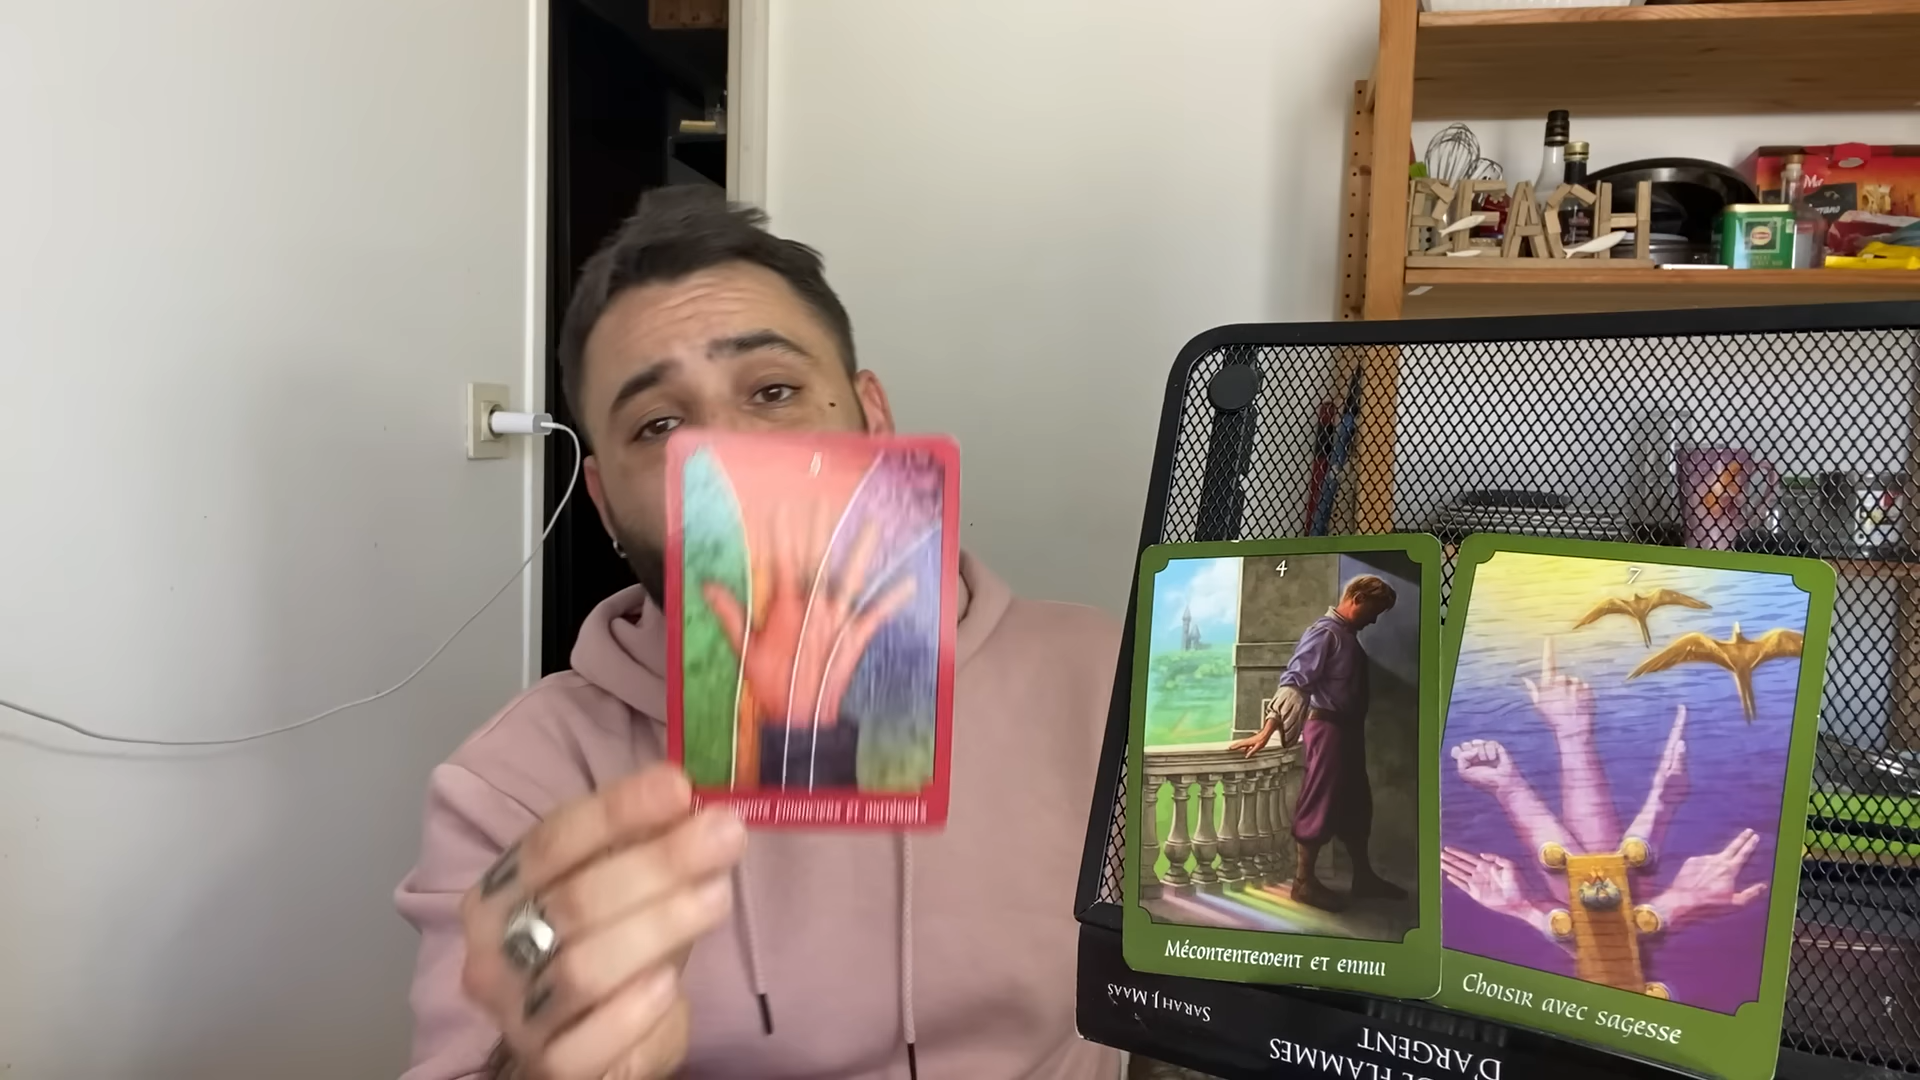 BEACH
4
Mécontentement et ennui
7
Choisir avec sagesse
SARAH J. MAAS
FLAMMES
D'ARGENT